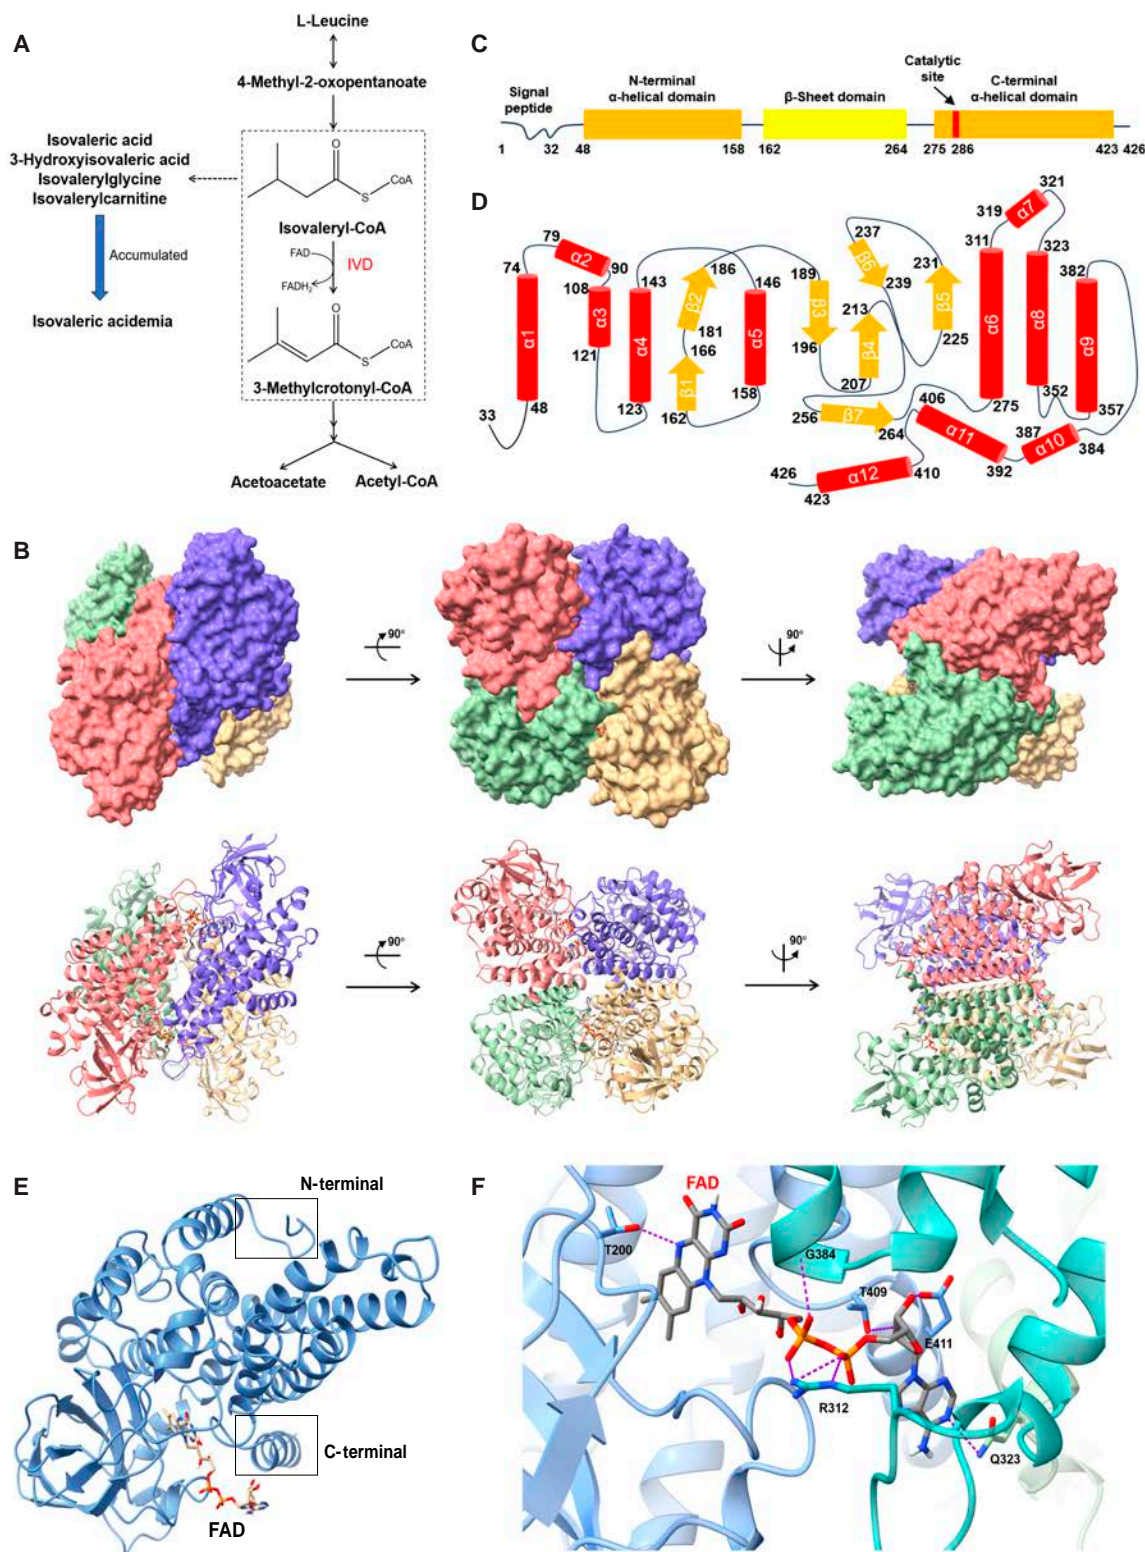 A
L-Leucine
4-Methyl-2-oxopentanoate
Isovaleric acid
3-Hydroxyisovaleric acid
Isovalerylglycine
Isovalerylcarnitine
O
S
CoA
Isovaleryl-CoA
Accumulated
FAD
IVD
FADH2
Isovaleric acidemia
O
S
CoA
3-Methylcrotonyl-CoA
Acetoacetate
Acetyl-CoA
C
Signal
peptide
N-terminal
α-helical domain
β-Sheet domain
Catalytic
site
C-terminal
α-helical domain
1 32 48 158 162 264 275 286 423 426
D
33
74
α1
48
79
α2
90
108
α3
121
143
α4
123
β2
186
181
166
β1
162
146
α5
158
189
β3
196
237
β6
239
213
β4
207
231
β5
225
256
β7
264
311
α6
275
319
α7
321
323
α8
352
382
α9
357
406
α11
392
387
α10
384
426
423
α12
410
B
90°
90°
90°
90°
E
N-terminal
C-terminal
FAD
F
FAD
T200
G384
T409
E411
R312
Q323